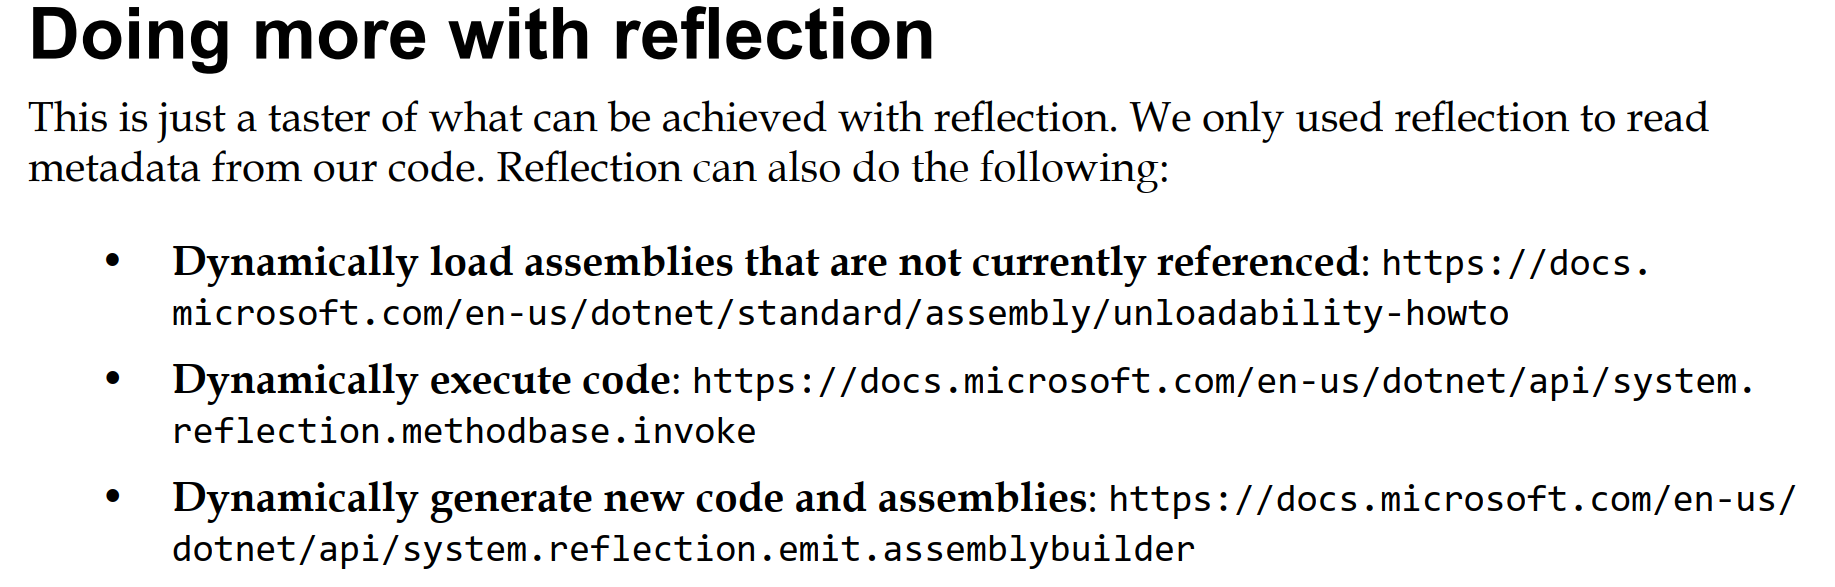 Doing more with reflection
This is just a taster of what can be achieved with reflection. We only used reflection to read
metadata from our code. Reflection can also do the following:
• Dynamically load assemblies that are not currently referenced: https://docs.
microsoft.com/en-us/dotnet/standard/assembly/unloadability-howto
• Dynamically execute code: https://docs.microsoft.com/en-us/dotnet/api/system.
reflection.methodbase.invoke
• Dynamically generate new code and assemblies: https://docs.microsoft.com/en-us/
dotnet/api/system.reflection.emit.assemblybuilder